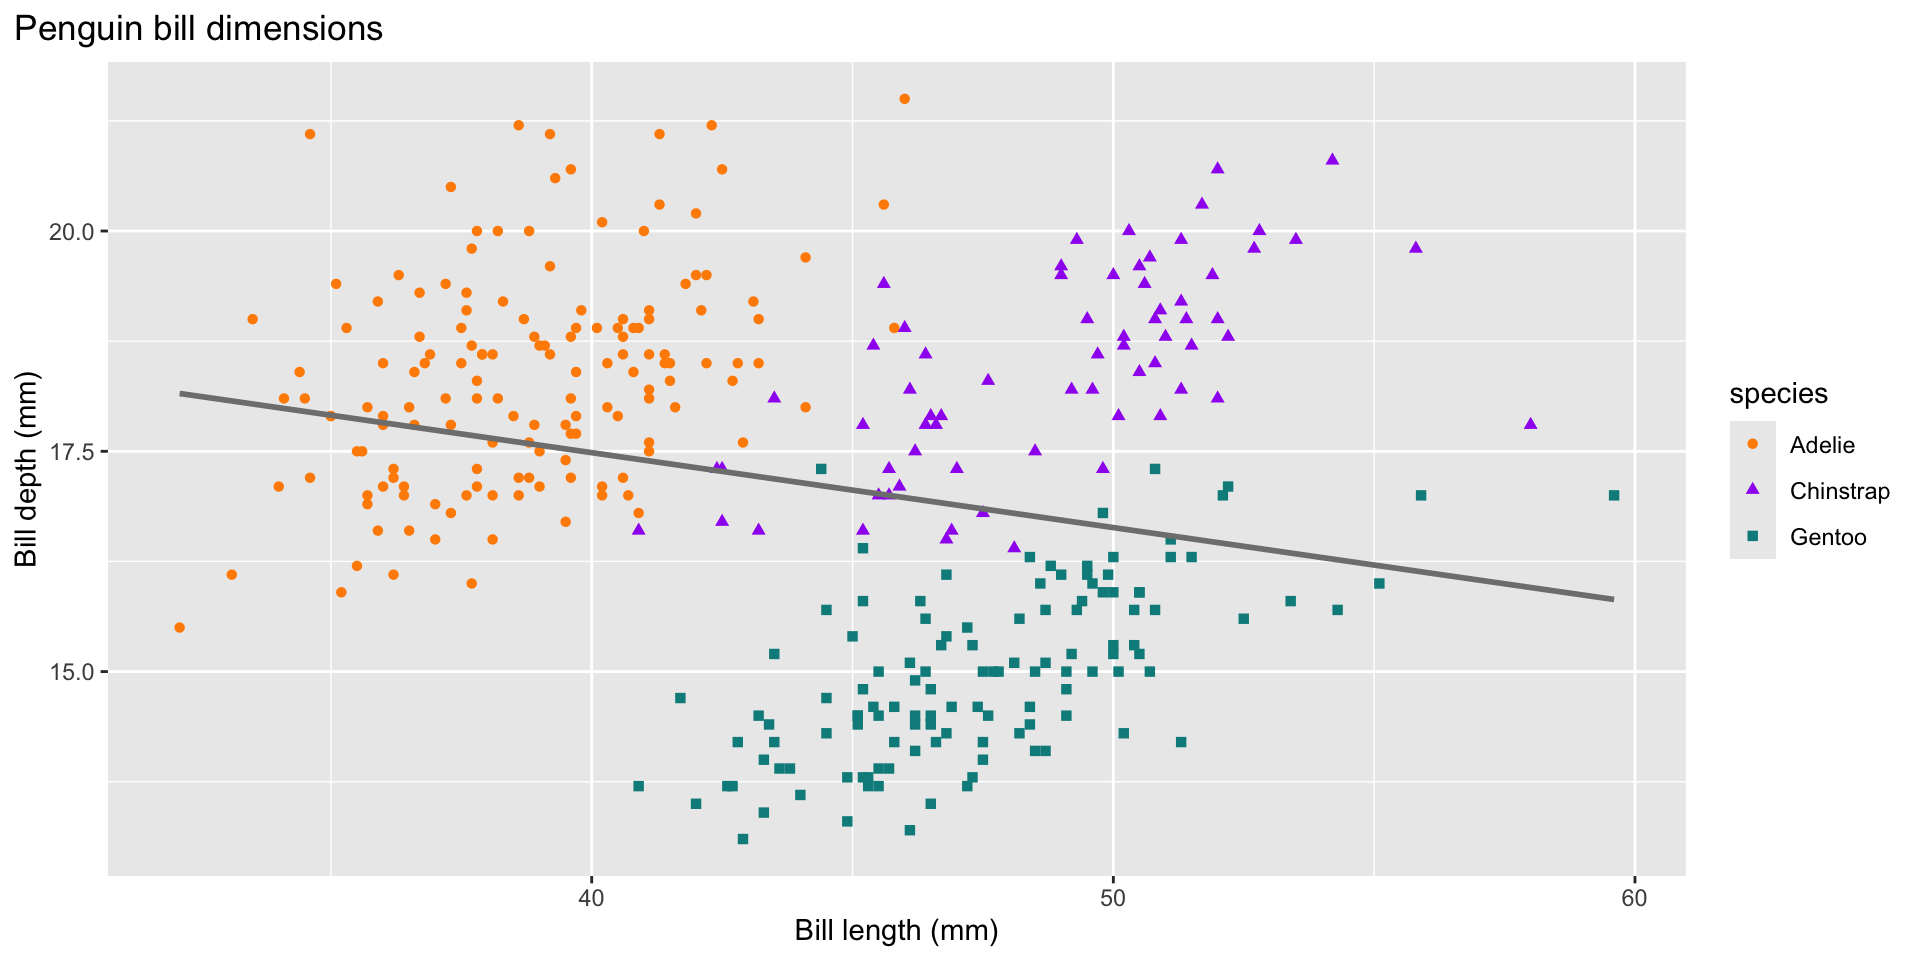 Penguin bill dimensions
20.0
17.5
15.0
Bill depth (mm)
40
50
60
Bill length (mm)
species
Adelie
Chinstrap
Gentoo